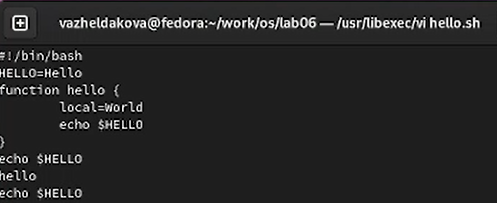 vazheldakova@fedora:~/work/os/lab06 — /usr/libexec/vi hello.sh
#!/bin/bash
HELLO=Hello
function hello {
        local=World
        echo $HELLO
}
echo $HELLO
hello
echo $HELLO